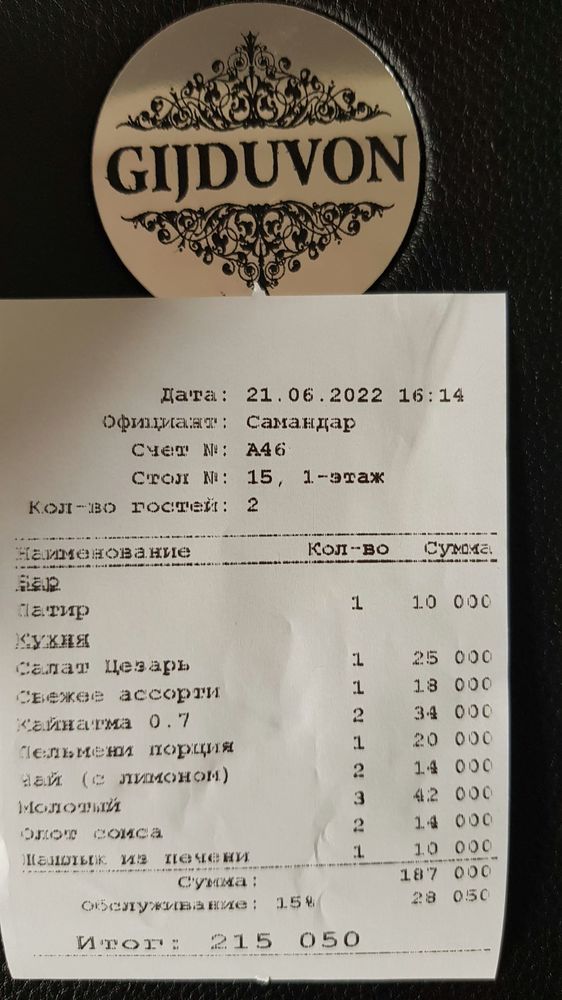 GIJDUVON
Дата: 21.06.2022 16:14
Официант: Самандар
Счет №: А46
Стол №: 15, 1-этаж
Кол-во гостей: 2
Наименование Кол-во Сумма
Бар
Патир 1 10 000
Кухня
Салат Цезарь 1 25 000
Свежее ассорти 1 18 000
Кайнатма 0.7 2 34 000
Пельмени порция 1 20 000
Чай (с лимоном) 2 14 000
Молотый 3 42 000
Олот сомса 2 14 000
Шашлык из печени 1 10 000
Сумма: 187 000
Обслуживание: 15% 28 050
Итог: 215 050